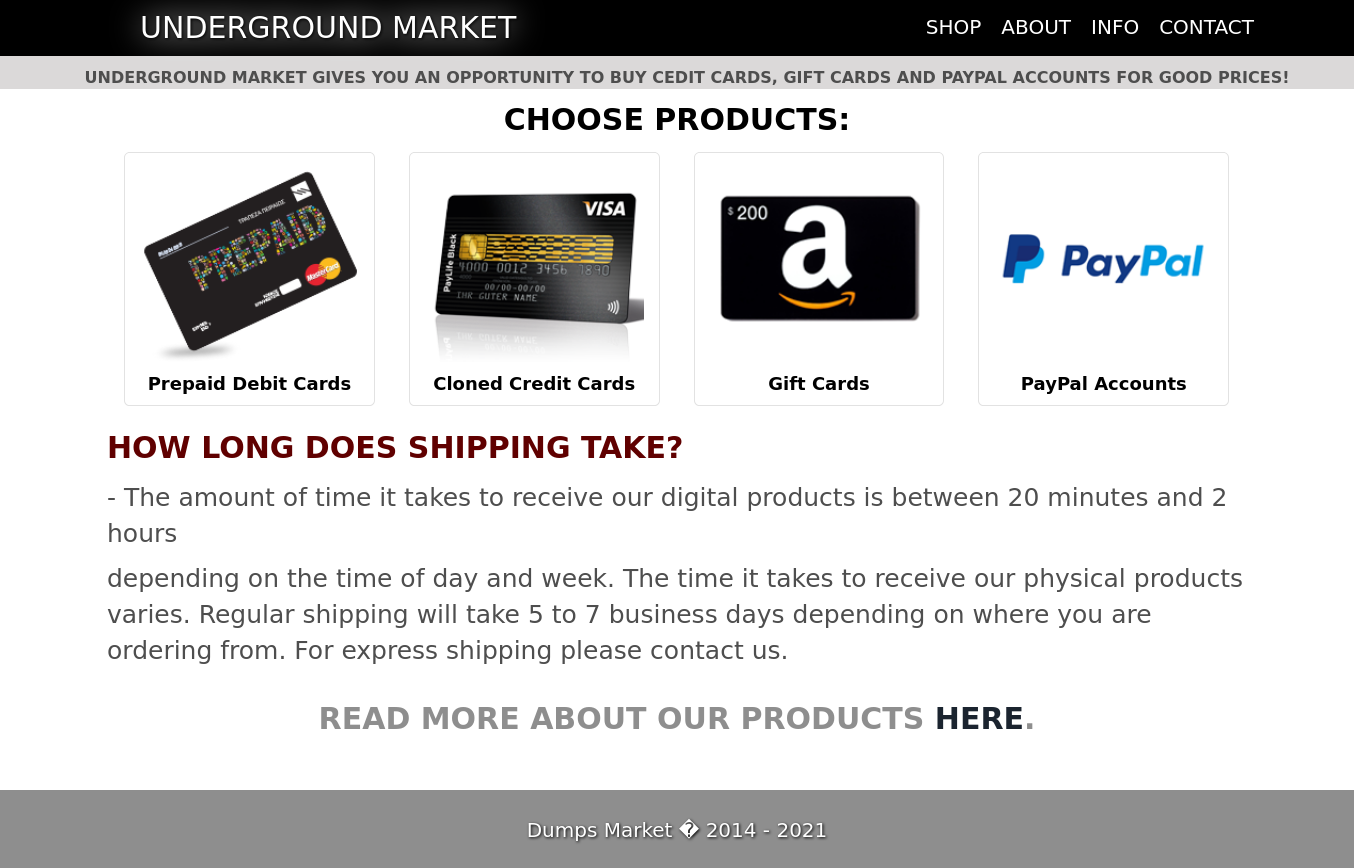 UNDERGROUND MARKET
SHOP ABOUT INFO CONTACT
UNDERGROUND MARKET GIVES YOU AN OPPORTUNITY TO BUY CEDIT CARDS, GIFT CARDS AND PAYPAL ACCOUNTS FOR GOOD PRICES!
CHOOSE PRODUCTS:
ΤΡΑΠΕΖΑ ΠΕΙΡΑΙΩΣ
PREPAID
MasterCard
Prepaid Debit Cards
VISA
PayLife Black
4000 0012 3456 7890
00/00-00/00
IHR GUTER NAME
Cloned Credit Cards
$200
a
Gift Cards
PayPal
PayPal Accounts
HOW LONG DOES SHIPPING TAKE?
- The amount of time it takes to receive our digital products is between 20 minutes and 2
hours
depending on the time of day and week. The time it takes to receive our physical products
varies. Regular shipping will take 5 to 7 business days depending on where you are
ordering from. For express shipping please contact us.
READ MORE ABOUT OUR PRODUCTS HERE.
Dumps Market � 2014 - 2021